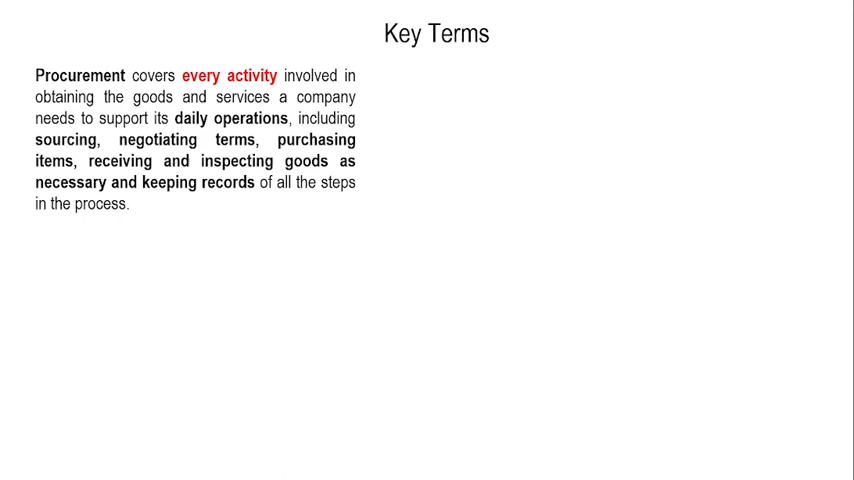 Key Terms
Procurement covers every activity involved in
obtaining the goods and services a company
needs to support its daily operations, including
sourcing, negotiating terms, purchasing
items, receiving and inspecting goods as
necessary and keeping records of all the steps
in the process.